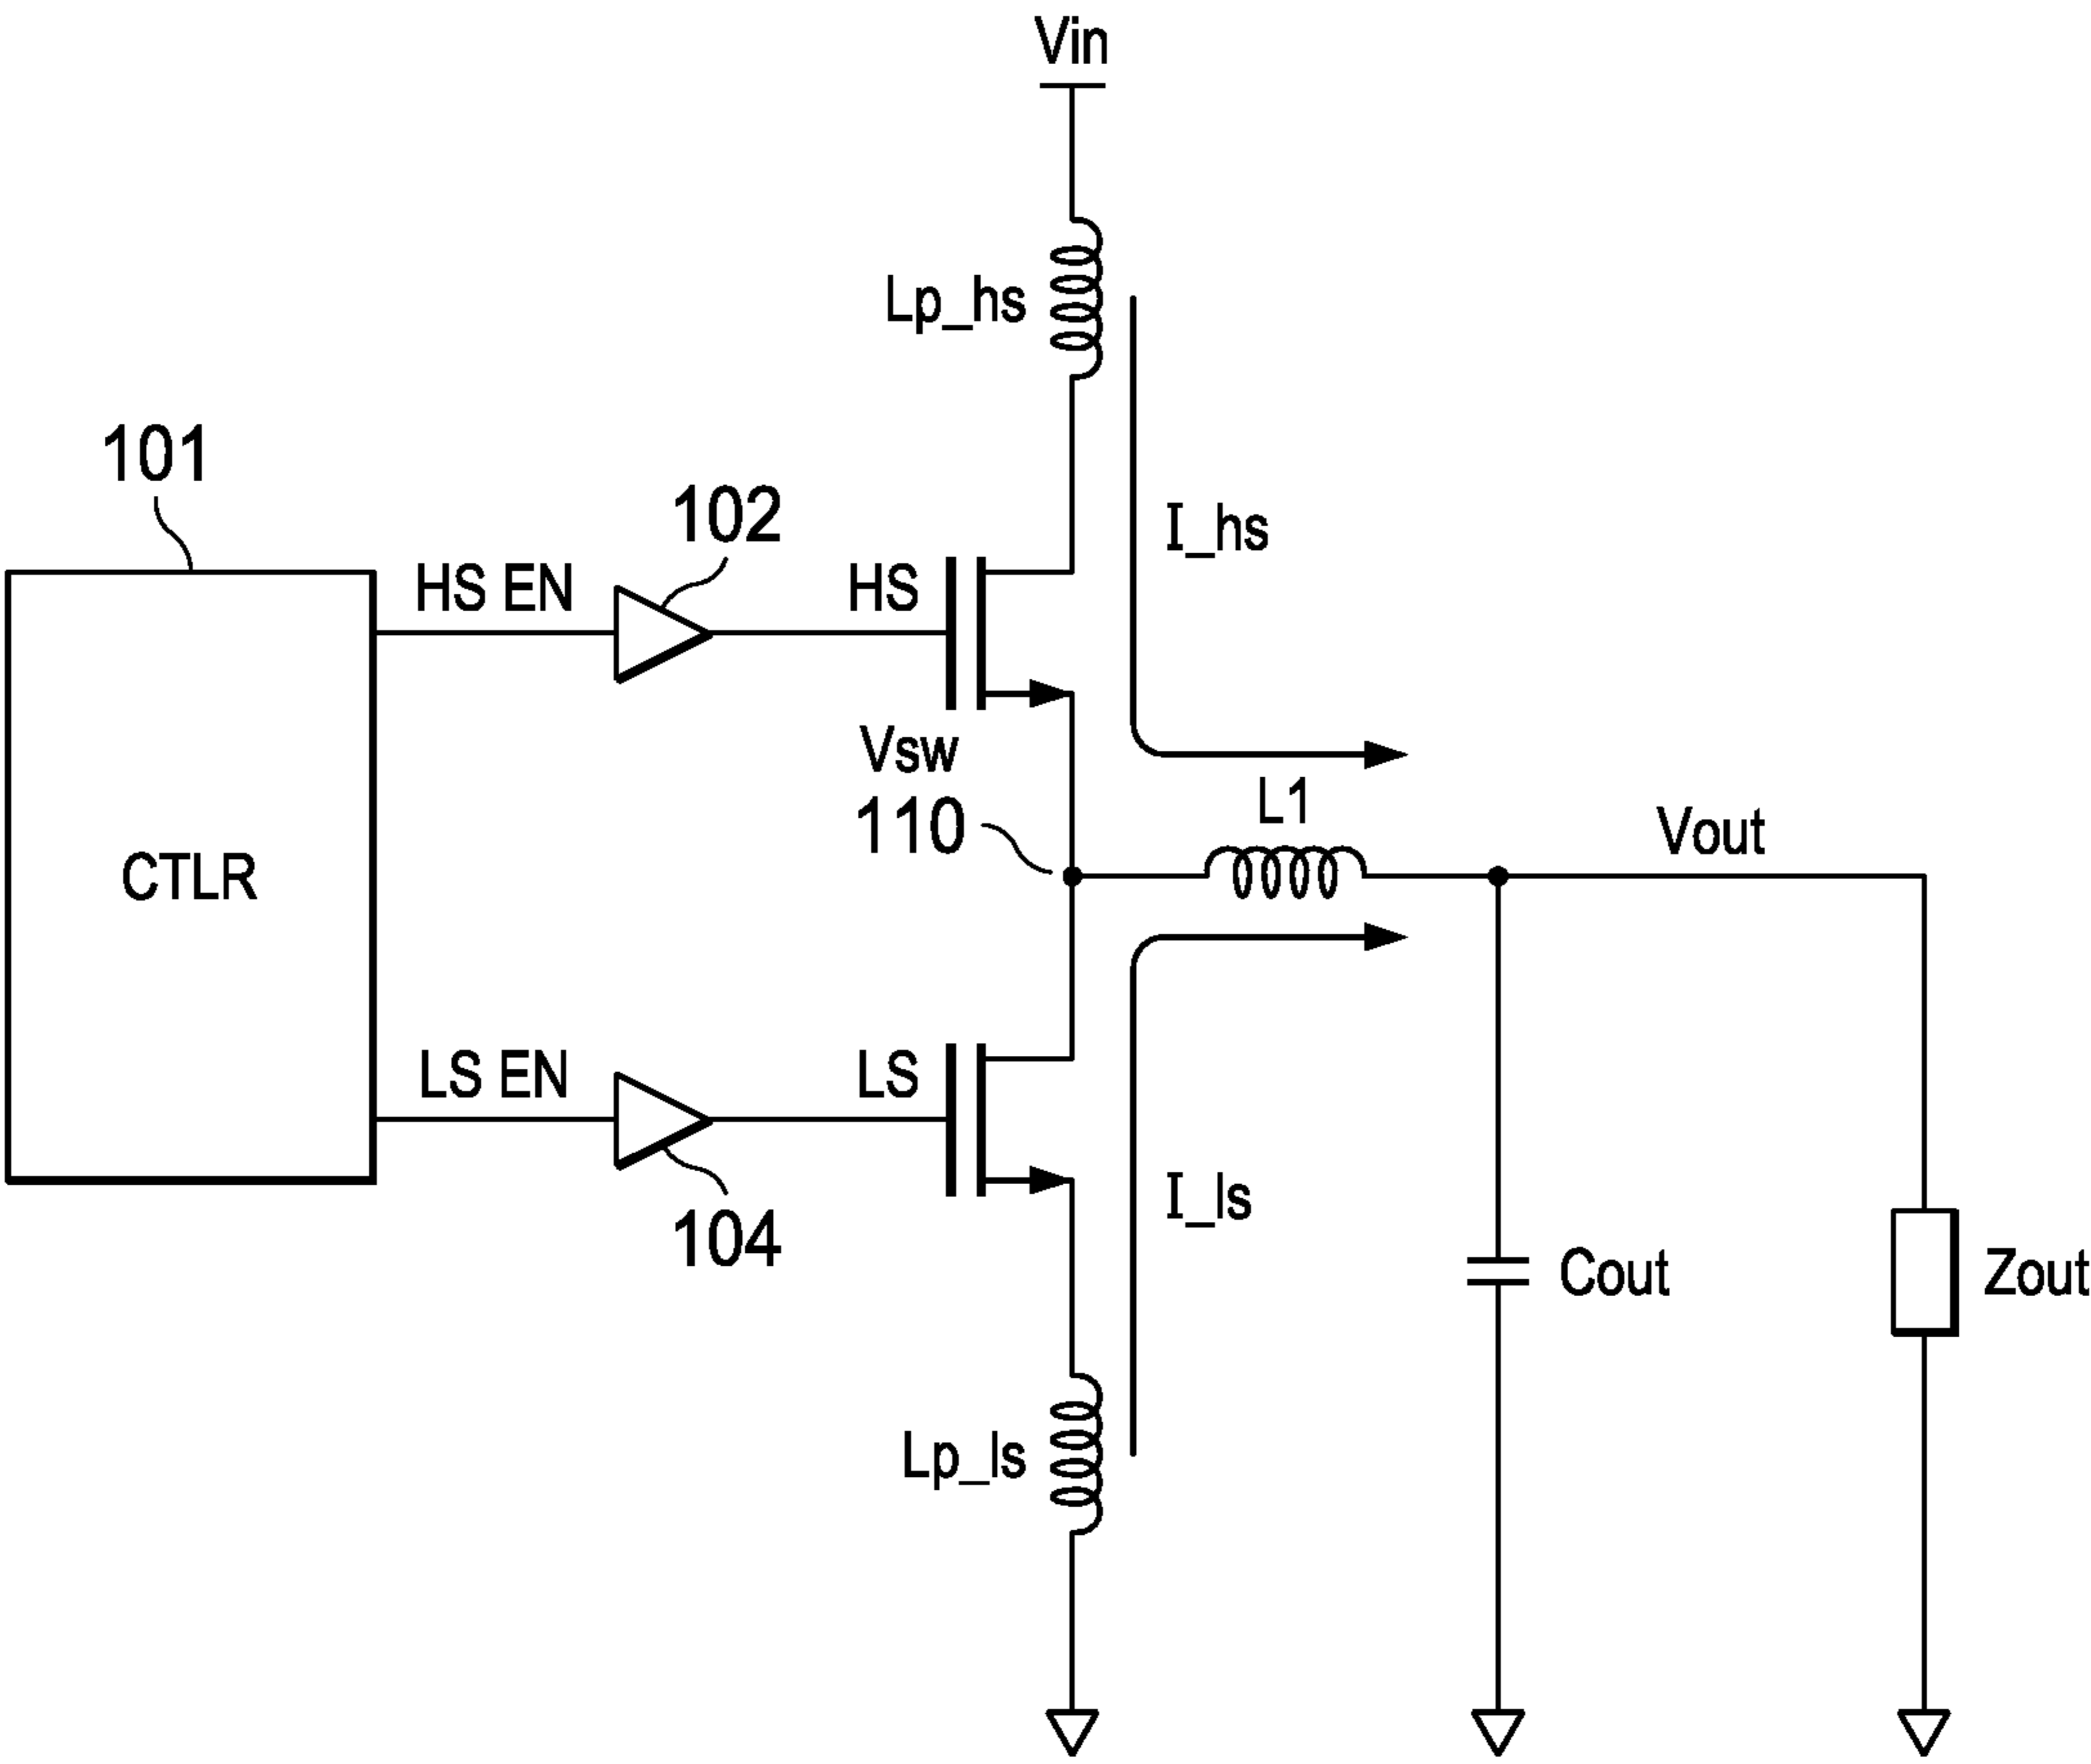 Vin
Lp_hs
101
102
I_hs
HS EN
HS
Vsw
110
L1
Vout
CTLR
LS EN
LS
104
I_ls
Cout
Zout
Lp_ls